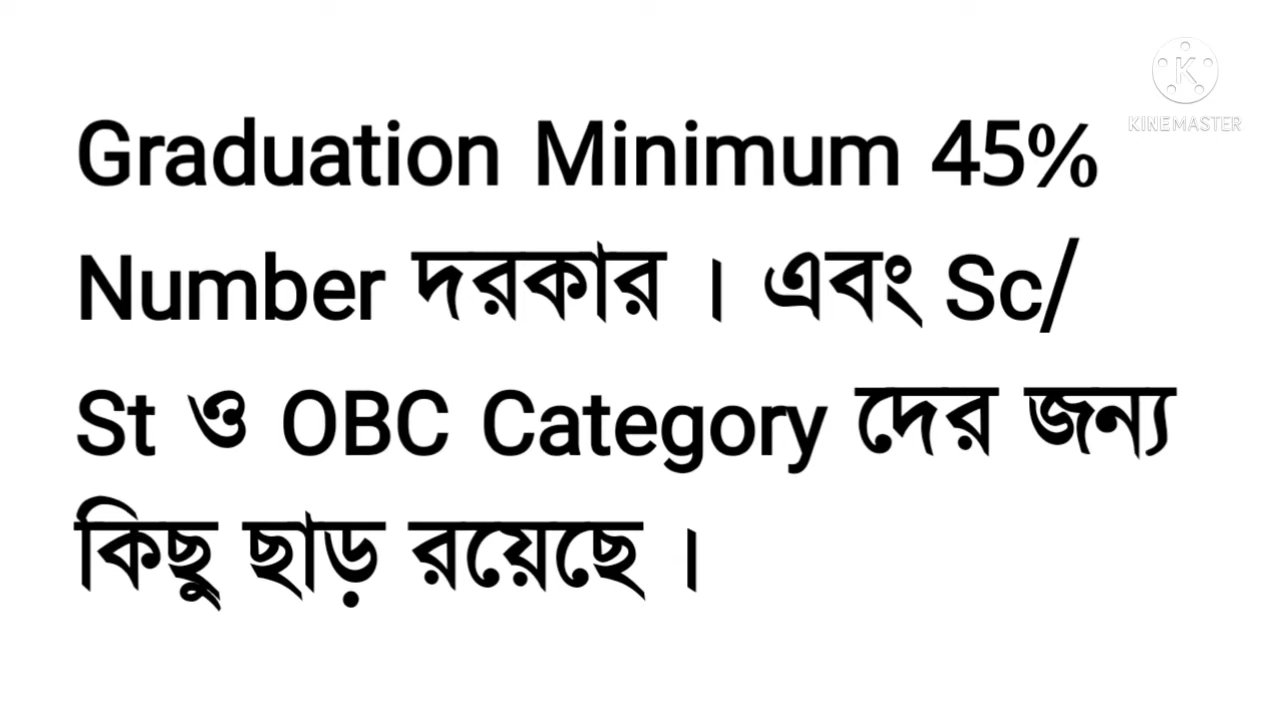 KINEMASTER
Graduation Minimum 45%
Number দরকার । এবং Sc/
St ও OBC Category দের জন্য
কিছু ছাড় রয়েছে ।